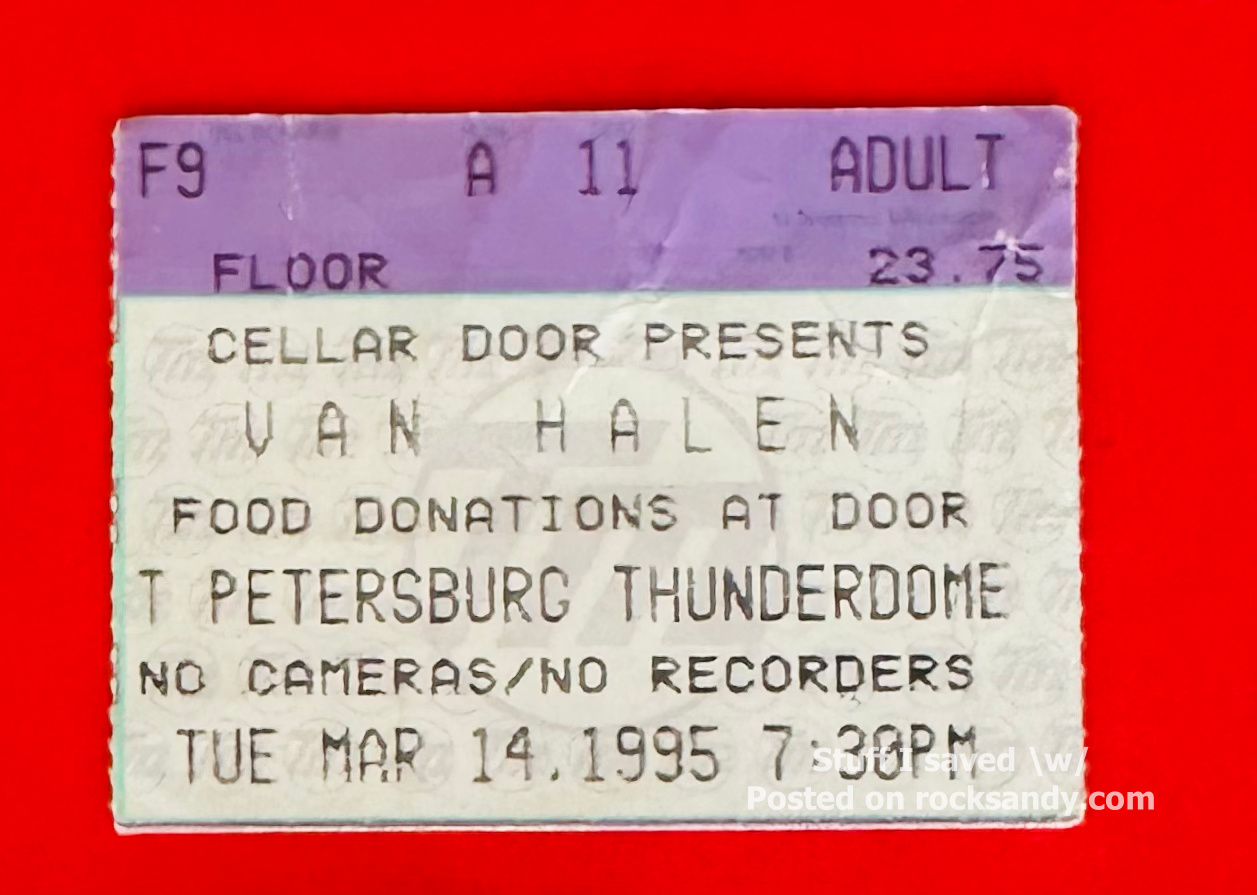 F9 A 11 ADULT
FLOOR 23.75
CELLAR DOOR PRESENTS
VAN HALEN
FOOD DONATIONS AT DOOR
T PETERSBURG THUNDERDOME
NO CAMERAS/NO RECORDERS
TUE MAR 14.1995 7:30PM
Stuff I saved \w/
Posted on rocksandy.com